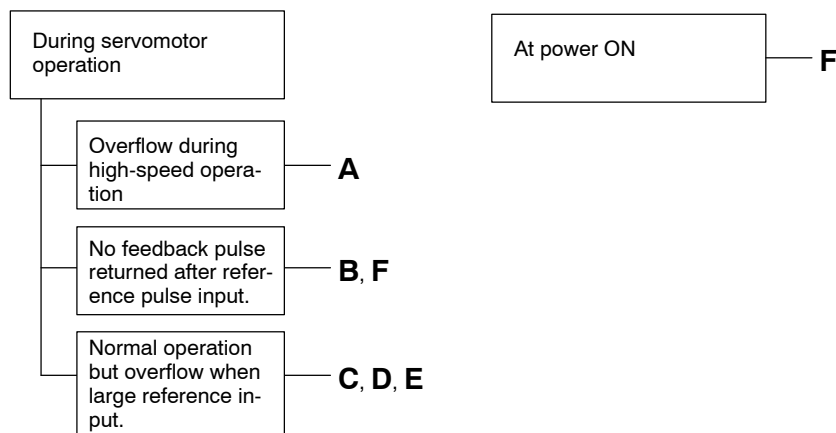 During servomotor
operation
Overflow during
high-speed opera-
tion
A
No feedback pulse
returned after refer-
ence pulse input.
B, F
Normal operation
but overflow when
large reference in-
put.
C, D, E
At power ON
F